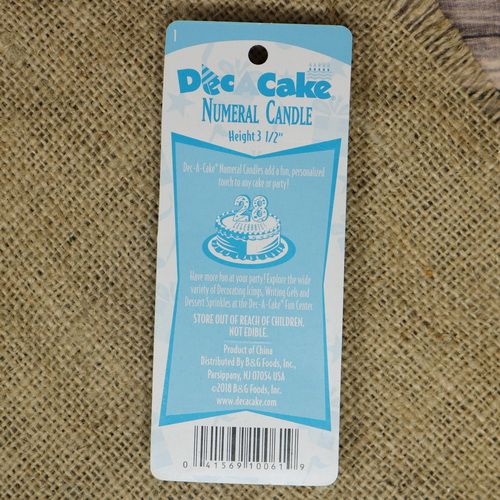 1
Dec A Cake
NUMERAL CANDLE
Height 3 1/2"
Dec-A-Cake® Numeral Candles add a fun, personalized
touch to any cake or party!
28
Have more fun at your party! Explore the wide
variety of Decorating Icings, Writing Gels and
Dessert Sprinkles at the Dec-A-Cake® Fun Center.
STORE OUT OF REACH OF CHILDREN.
NOT EDIBLE.
Product of China
Distributed By B&G Foods, Inc.,
Parsippany, NJ 07054 USA
©2018 B&G Foods, Inc.
www.decacake.com
0 41569 10061 9